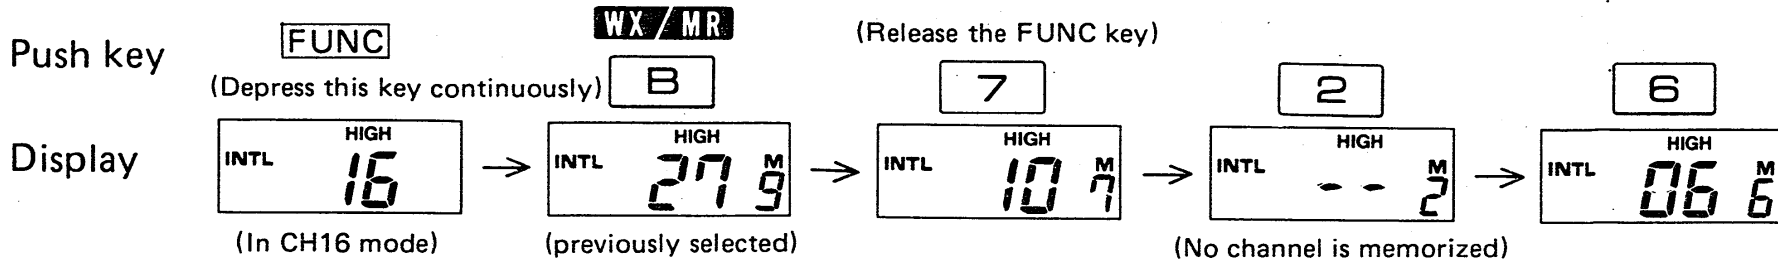 Push key
FUNC
(Depress this key continuously)
WX/MR
B
(Release the FUNC key)
7
2
6
Display
INTL HIGH 16
INTL HIGH 27 M 9
INTL HIGH 10 M 7
INTL HIGH -- M 2
INTL HIGH 06 M 6
(In CH16 mode)
(previously selected)
(No channel is memorized)